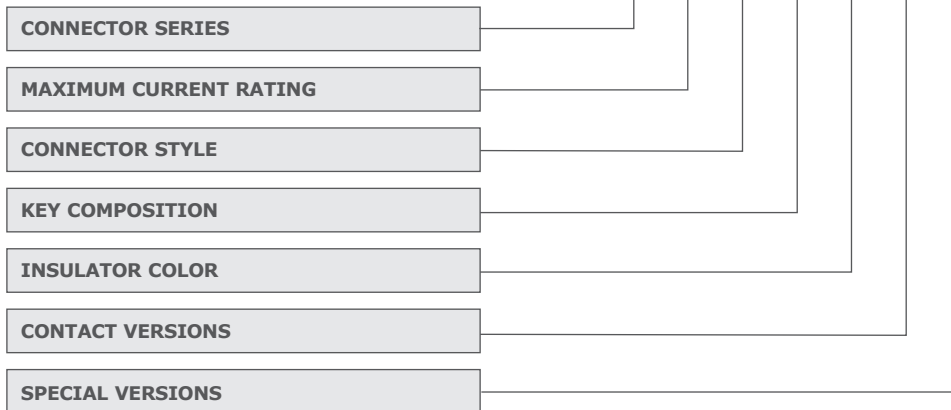 CONNECTOR SERIES
MAXIMUM CURRENT RATING
CONNECTOR STYLE
KEY COMPOSITION
INSULATOR COLOR
CONTACT VERSIONS
SPECIAL VERSIONS